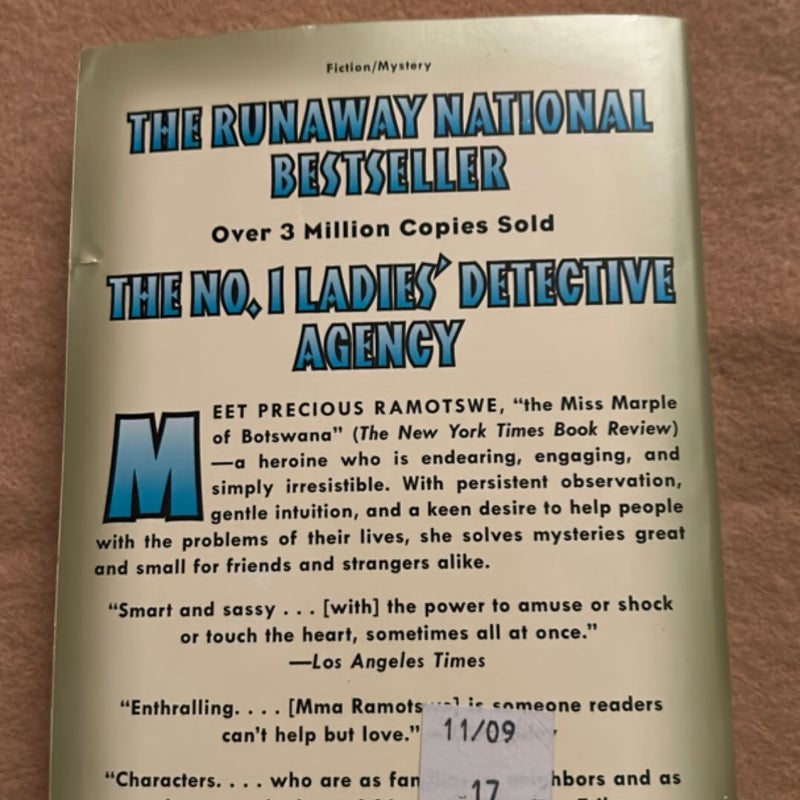 Fiction/Mystery
THE RUNAWAY NATIONAL
BESTSELLER
Over 3 Million Copies Sold
THE NO. 1 LADIES' DETECTIVE
AGENCY
MEET PRECIOUS RAMOTSWE, “the Miss Marple
of Botswana” (The New York Times Book Review)
—a heroine who is endearing, engaging, and
simply irresistible. With persistent observation,
gentle intuition, and a keen desire to help people
with the problems of their lives, she solves mysteries great
and small for friends and strangers alike.
“Smart and sassy . . . [with] the power to amuse or shock
or touch the heart, sometimes all at once.”
—Los Angeles Times
“Enthralling. . . . [Mma Ramots is someone readers
can't help but love.”
11/09
“Characters. . . . who are as hbors and as
17